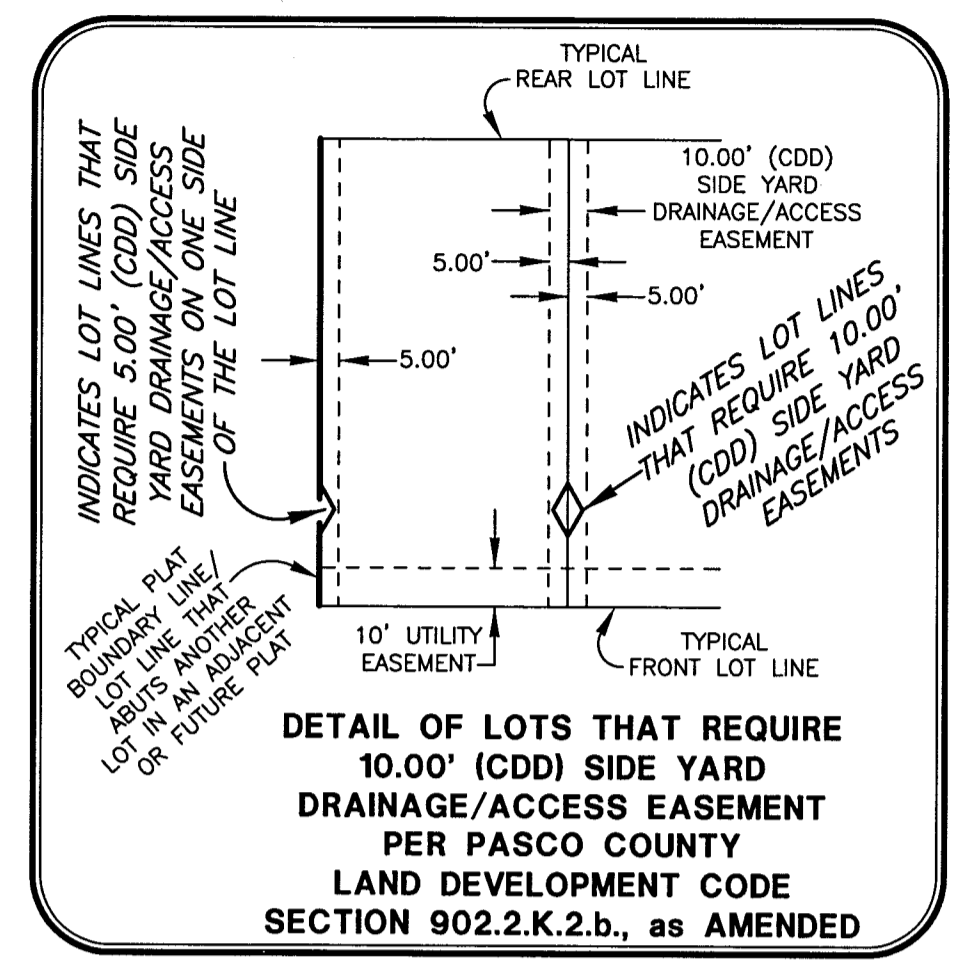 TYPICAL
REAR LOT LINE
INDICATES LOT LINES THAT
REQUIRE 5.00' (CDD) SIDE
YARD DRAINAGE/ACCESS
EASEMENTS ON ONE SIDE
OF THE LOT LINE
10.00' (CDD)
SIDE YARD
DRAINAGE/ACCESS
EASEMENT
5.00'
5.00'
5.00'
INDICATES LOT LINES
THAT REQUIRE 10.00'
(CDD) SIDE YARD
DRAINAGE/ACCESS
EASEMENTS
TYPICAL PLAT
BOUNDARY LINE/
LOT LINE THAT
ABUTS ANOTHER
LOT IN AN ADJACENT
OR FUTURE PLAT
10' UTILITY
EASEMENT
TYPICAL
FRONT LOT LINE
DETAIL OF LOTS THAT REQUIRE
10.00' (CDD) SIDE YARD
DRAINAGE/ACCESS EASEMENT
PER PASCO COUNTY
LAND DEVELOPMENT CODE
SECTION 902.2.K.2.b., as AMENDED